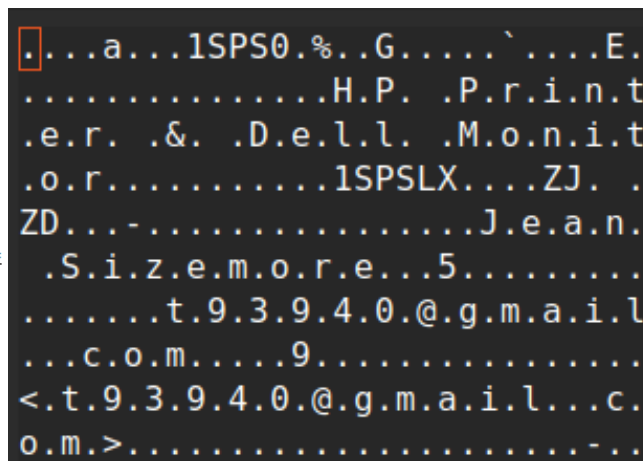 ....a...1SPS0.%..G.....`....E.
...............H.P. .P.r.i.n.t
.e.r. .&. .D.e.l.l. .M.o.n.i.t
.o.r...........1SPSLX....ZJ. .
ZD...-................J.e.a.n.
 .S.i.z.e.m.o.r.e...5.........
.......t.9.3.9.4.0.@.g.m.a.i.l
...c.o.m.....9................
<.t.9.3.9.4.0.@.g.m.a.i.l...c.
o.m.>......................-..